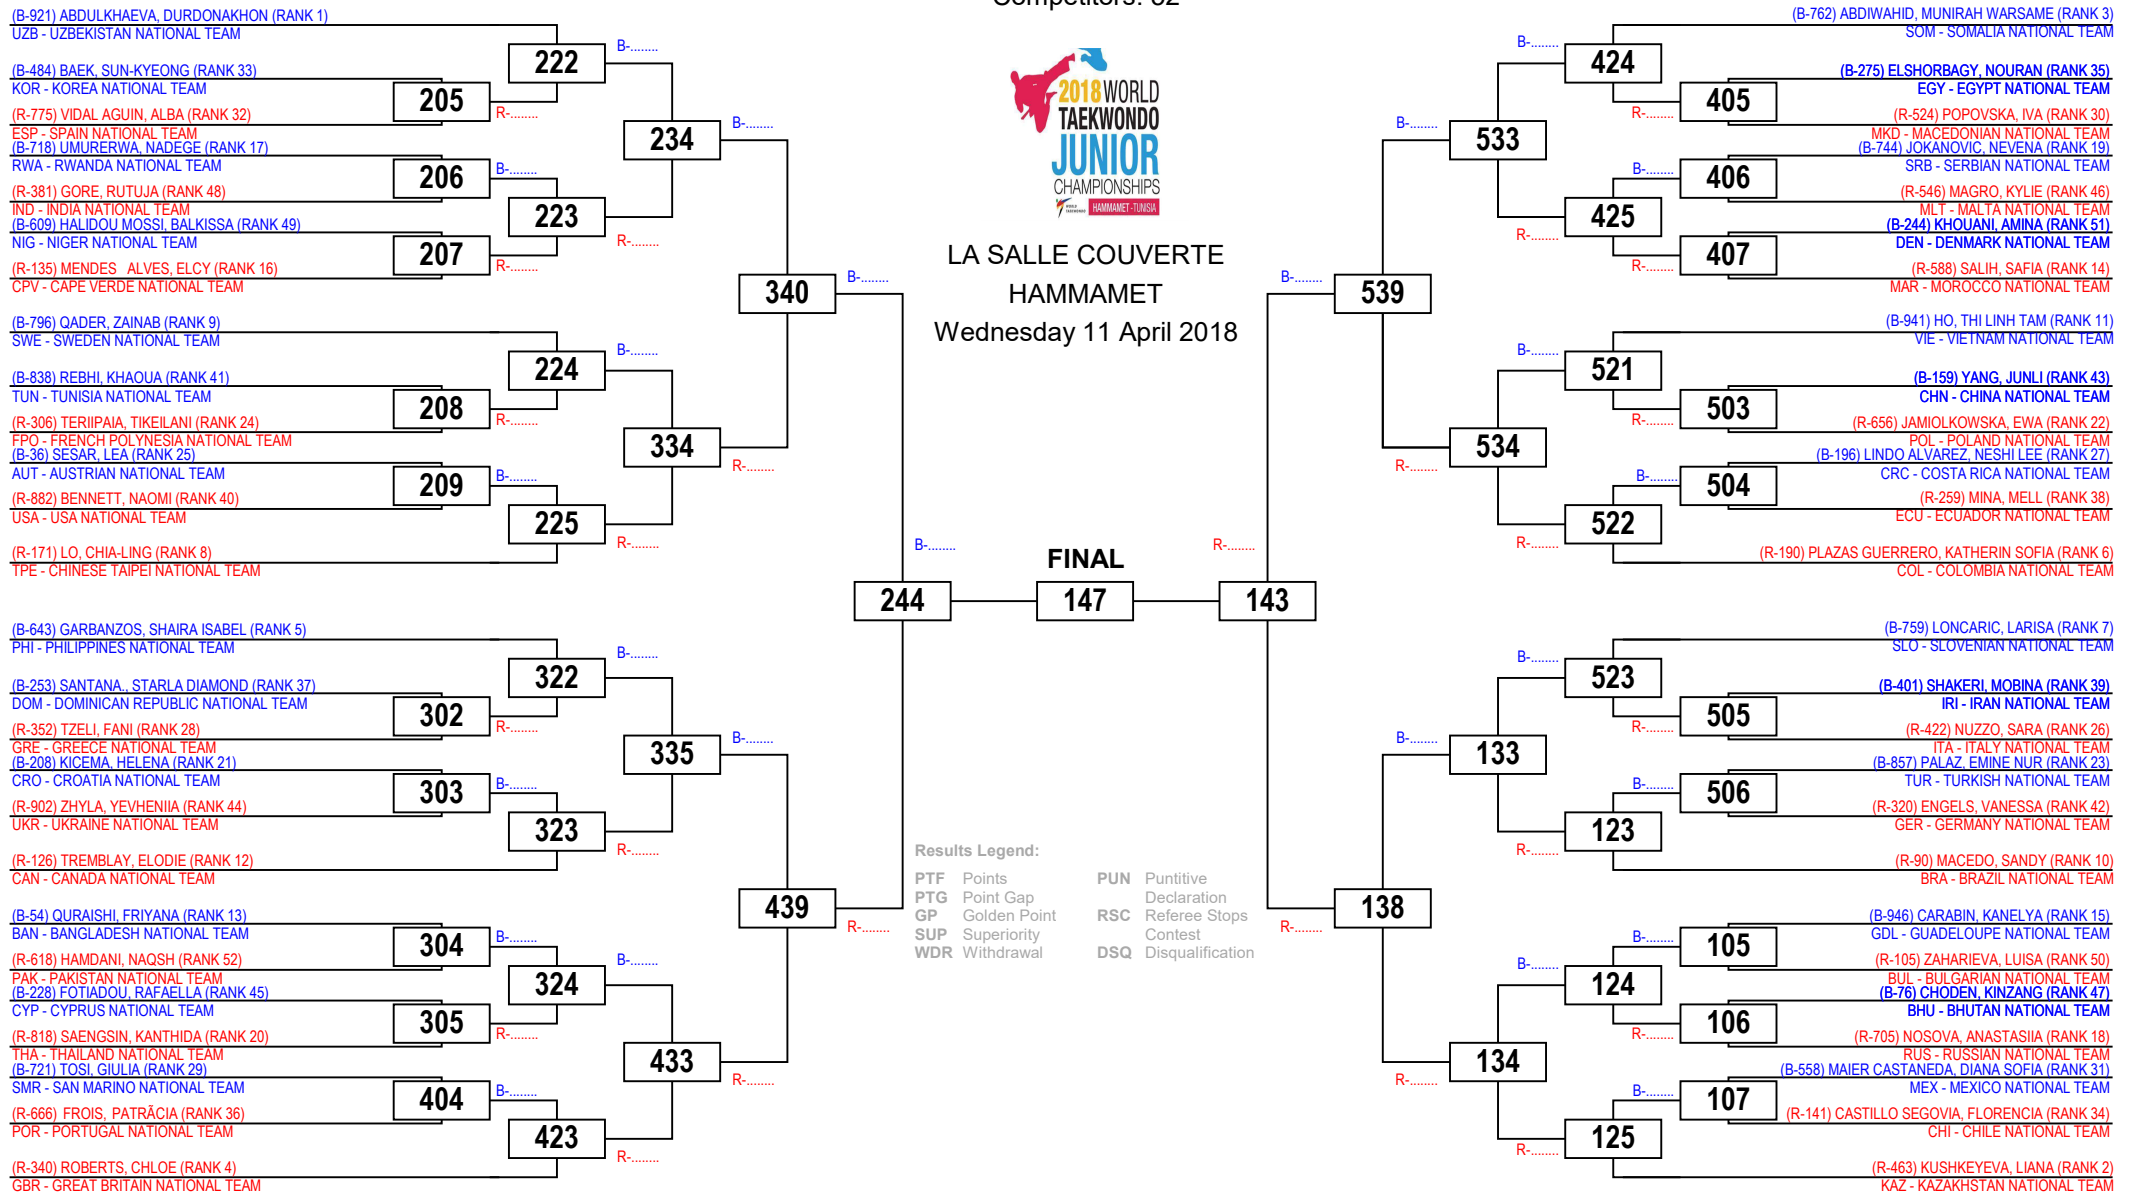 (B-921) ABDULKHAEVA, DURDONAKHON (RANK 1)
UZB - UZBEKISTAN NATIONAL TEAM
222
B-........
(B-484) BAEK, SUN-KYEONG (RANK 33)
KOR - KOREA NATIONAL TEAM
205
R-........
(R-775) VIDAL AGUIN, ALBA (RANK 32)
ESP - SPAIN NATIONAL TEAM
234
B-........
(B-718) UMURERWA, NADEGE (RANK 17)
RWA - RWANDA NATIONAL TEAM
206
B-........
(R-381) GORE, RUTUJA (RANK 48)
IND - INDIA NATIONAL TEAM
223
R-........
(B-609) HALIDOU MOSSI, BALKISSA (RANK 49)
NIG - NIGER NATIONAL TEAM
207
R-........
(R-135) MENDES ALVES, ELCY (RANK 16)
CPV - CAPE VERDE NATIONAL TEAM
340
B-........
(B-796) QADER, ZAINAB (RANK 9)
SWE - SWEDEN NATIONAL TEAM
224
B-........
(B-838) REBHI, KHAOUA (RANK 41)
TUN - TUNISIA NATIONAL TEAM
208
R-........
(R-306) TERIIPAIA, TIKEILANI (RANK 24)
FPO - FRENCH POLYNESIA NATIONAL TEAM
334
R-........
(B-36) SESAR, LEA (RANK 25)
AUT - AUSTRIAN NATIONAL TEAM
209
B-........
(R-882) BENNETT, NAOMI (RANK 40)
USA - USA NATIONAL TEAM
225
R-........
(R-171) LO, CHIA-LING (RANK 8)
TPE - CHINESE TAIPEI NATIONAL TEAM
B-........
244
(B-643) GARBANZOS, SHAIRA ISABEL (RANK 5)
PHI - PHILIPPINES NATIONAL TEAM
322
B-........
(B-253) SANTANA., STARLA DIAMOND (RANK 37)
DOM - DOMINICAN REPUBLIC NATIONAL TEAM
302
R-........
(R-352) TZELI, FANI (RANK 28)
GRE - GREECE NATIONAL TEAM
335
B-........
(B-208) KICEMA, HELENA (RANK 21)
CRO - CROATIA NATIONAL TEAM
303
B-........
(R-902) ZHYLA, YEVHENIIA (RANK 44)
UKR - UKRAINE NATIONAL TEAM
323
R-........
(R-126) TREMBLAY, ELODIE (RANK 12)
CAN - CANADA NATIONAL TEAM
439
R-........
(B-54) QURAISHI, FRIYANA (RANK 13)
BAN - BANGLADESH NATIONAL TEAM
304
B-........
(R-618) HAMDANI, NAQSH (RANK 52)
PAK - PAKISTAN NATIONAL TEAM
324
B-........
(B-228) FOTIADOU, RAFAELLA (RANK 45)
CYP - CYPRUS NATIONAL TEAM
305
R-........
(R-818) SAENGSIN, KANTHIDA (RANK 20)
THA - THAILAND NATIONAL TEAM
433
R-........
(B-721) TOSI, GIULIA (RANK 29)
SMR - SAN MARINO NATIONAL TEAM
404
B-........
(R-666) FROIS, PATRÃCIA (RANK 36)
POR - PORTUGAL NATIONAL TEAM
423
R-........
(R-340) ROBERTS, CHLOE (RANK 4)
GBR - GREAT BRITAIN NATIONAL TEAM
2018 WORLD
TAEKWONDO
JUNIOR
CHAMPIONSHIPS
HAMMAMET - TUNISIA
LA SALLE COUVERTE
HAMMAMET
Wednesday 11 April 2018
FINAL
147
Results Legend:
PTF Points
PTG Point Gap
GP Golden Point
SUP Superiority
WDR Withdrawal
PUN Puntitive
Declaration
RSC Referee Stops
Contest
DSQ Disqualification
(B-762) ABDIWAHID, MUNIRAH WARSAME (RANK 3)
SOM - SOMALIA NATIONAL TEAM
B-........
424
(B-275) ELSHORBAGY, NOURAN (RANK 35)
EGY - EGYPT NATIONAL TEAM
405
R-........
(R-524) POPOVSKA, IVA (RANK 30)
MKD - MACEDONIAN NATIONAL TEAM
B-........
533
(B-744) JOKANOVIC, NEVENA (RANK 19)
SRB - SERBIAN NATIONAL TEAM
B-........
406
(R-546) MAGRO, KYLIE (RANK 46)
MLT - MALTA NATIONAL TEAM
R-........
425
(B-244) KHOUANI, AMINA (RANK 51)
DEN - DENMARK NATIONAL TEAM
R-........
407
(R-588) SALIH, SAFIA (RANK 14)
MAR - MOROCCO NATIONAL TEAM
B-........
539
(B-941) HO, THI LINH TAM (RANK 11)
VIE - VIETNAM NATIONAL TEAM
B-........
521
(B-159) YANG, JUNLI (RANK 43)
CHN - CHINA NATIONAL TEAM
R-........
503
(R-656) JAMIOLKOWSKA, EWA (RANK 22)
POL - POLAND NATIONAL TEAM
R-........
534
(B-196) LINDO ALVAREZ, NESHI LEE (RANK 27)
CRC - COSTA RICA NATIONAL TEAM
B-........
504
(R-259) MINA, MELL (RANK 38)
ECU - ECUADOR NATIONAL TEAM
R-........
522
(R-190) PLAZAS GUERRERO, KATHERIN SOFIA (RANK 6)
COL - COLOMBIA NATIONAL TEAM
R-........
143
(B-759) LONCARIC, LARISA (RANK 7)
SLO - SLOVENIAN NATIONAL TEAM
B-........
523
(B-401) SHAKERI, MOBINA (RANK 39)
IRI - IRAN NATIONAL TEAM
R-........
505
(R-422) NUZZO, SARA (RANK 26)
ITA - ITALY NATIONAL TEAM
B-........
133
(B-857) PALAZ, EMINE NUR (RANK 23)
TUR - TURKISH NATIONAL TEAM
B-........
506
(R-320) ENGELS, VANESSA (RANK 42)
GER - GERMANY NATIONAL TEAM
R-........
123
(R-90) MACEDO, SANDY (RANK 10)
BRA - BRAZIL NATIONAL TEAM
R-........
138
(B-946) CARABIN, KANELYA (RANK 15)
GDL - GUADELOUPE NATIONAL TEAM
B-........
105
(R-105) ZAHARIEVA, LUISA (RANK 50)
BUL - BULGARIAN NATIONAL TEAM
B-........
124
(B-76) CHODEN, KINZANG (RANK 47)
BHU - BHUTAN NATIONAL TEAM
R-........
106
(R-705) NOSOVA, ANASTASIIA (RANK 18)
RUS - RUSSIAN NATIONAL TEAM
R-........
134
(B-558) MAIER CASTANEDA, DIANA SOFIA (RANK 31)
MEX - MEXICO NATIONAL TEAM
B-........
107
(R-141) CASTILLO SEGOVIA, FLORENCIA (RANK 34)
CHI - CHILE NATIONAL TEAM
R-........
125
(R-463) KUSHKEYEVA, LIANA (RANK 2)
KAZ - KAZAKHSTAN NATIONAL TEAM